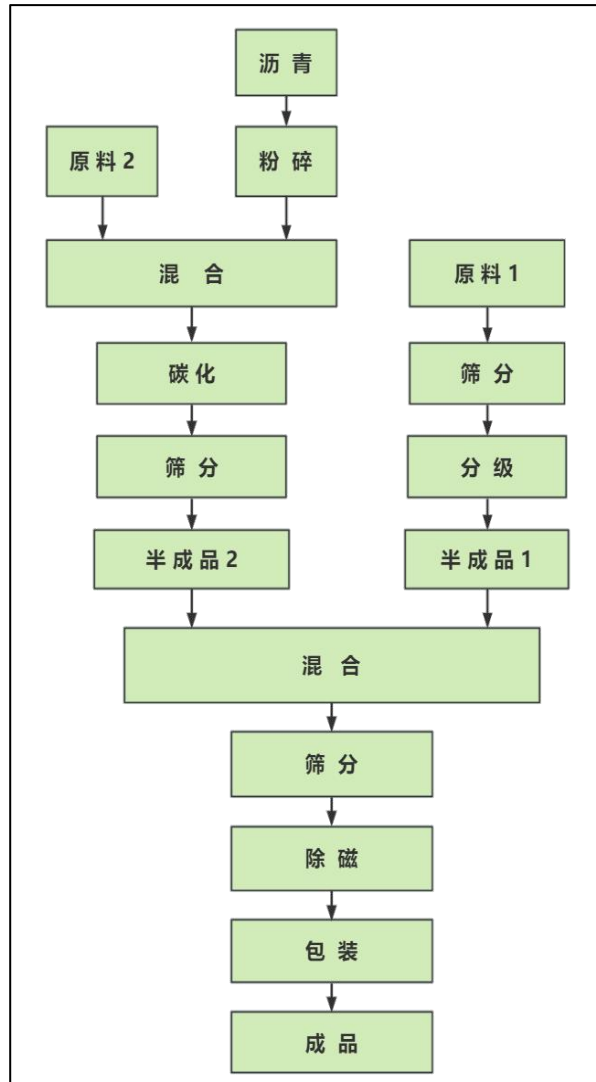 沥青
原料2
粉碎
混合
原料1
碳化
筛分
筛分
分级
半成品2
半成品1
混合
筛分
除磁
包装
成品